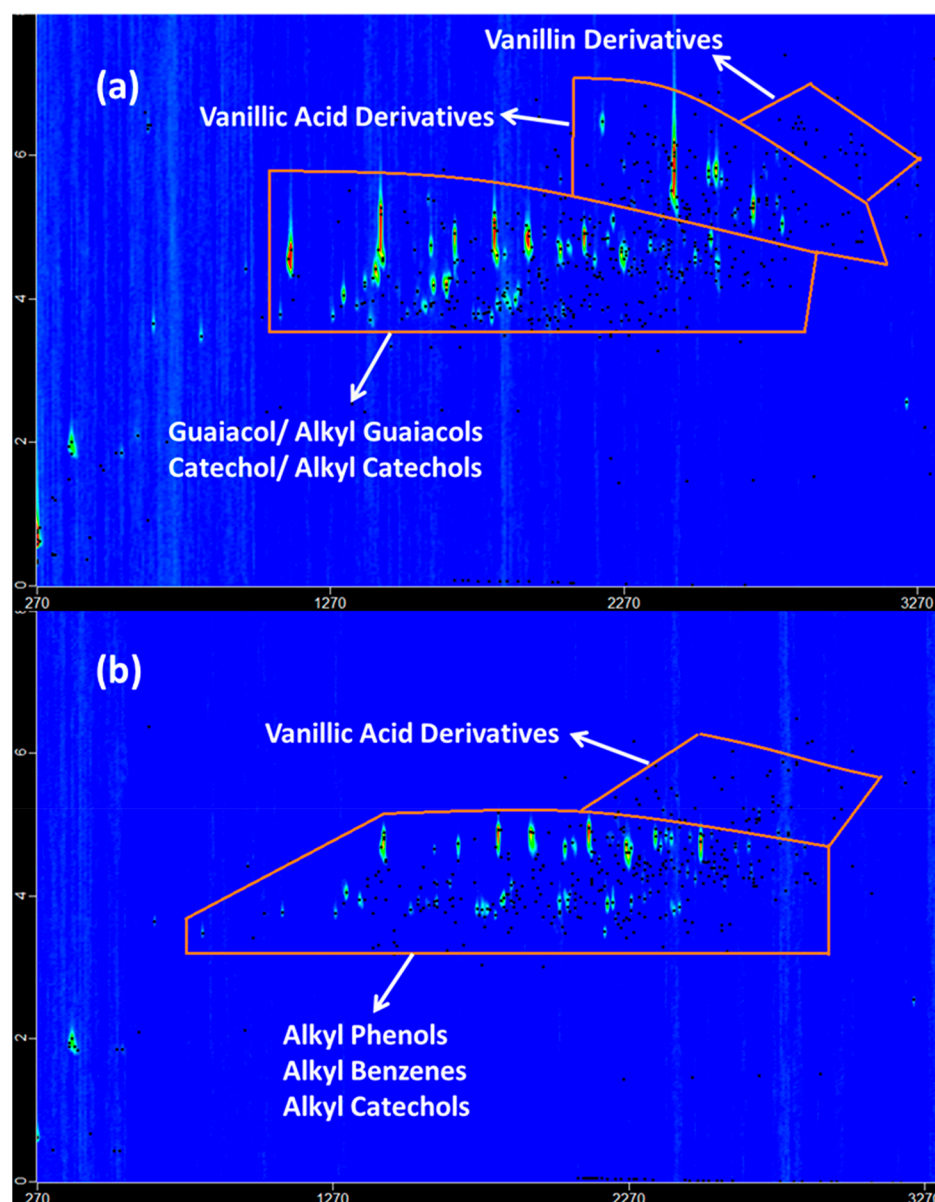 (a)
Vanillin Derivatives
Vanillic Acid Derivatives
6
4
2
0
Guaiacol/ Alkyl Guaiacols
Catechol/ Alkyl Catechols
270
1270
2270
3270
(b)
Vanillic Acid Derivatives
6
4
2
0
Alkyl Phenols
Alkyl Benzenes
Alkyl Catechols
270
1270
2270
3270